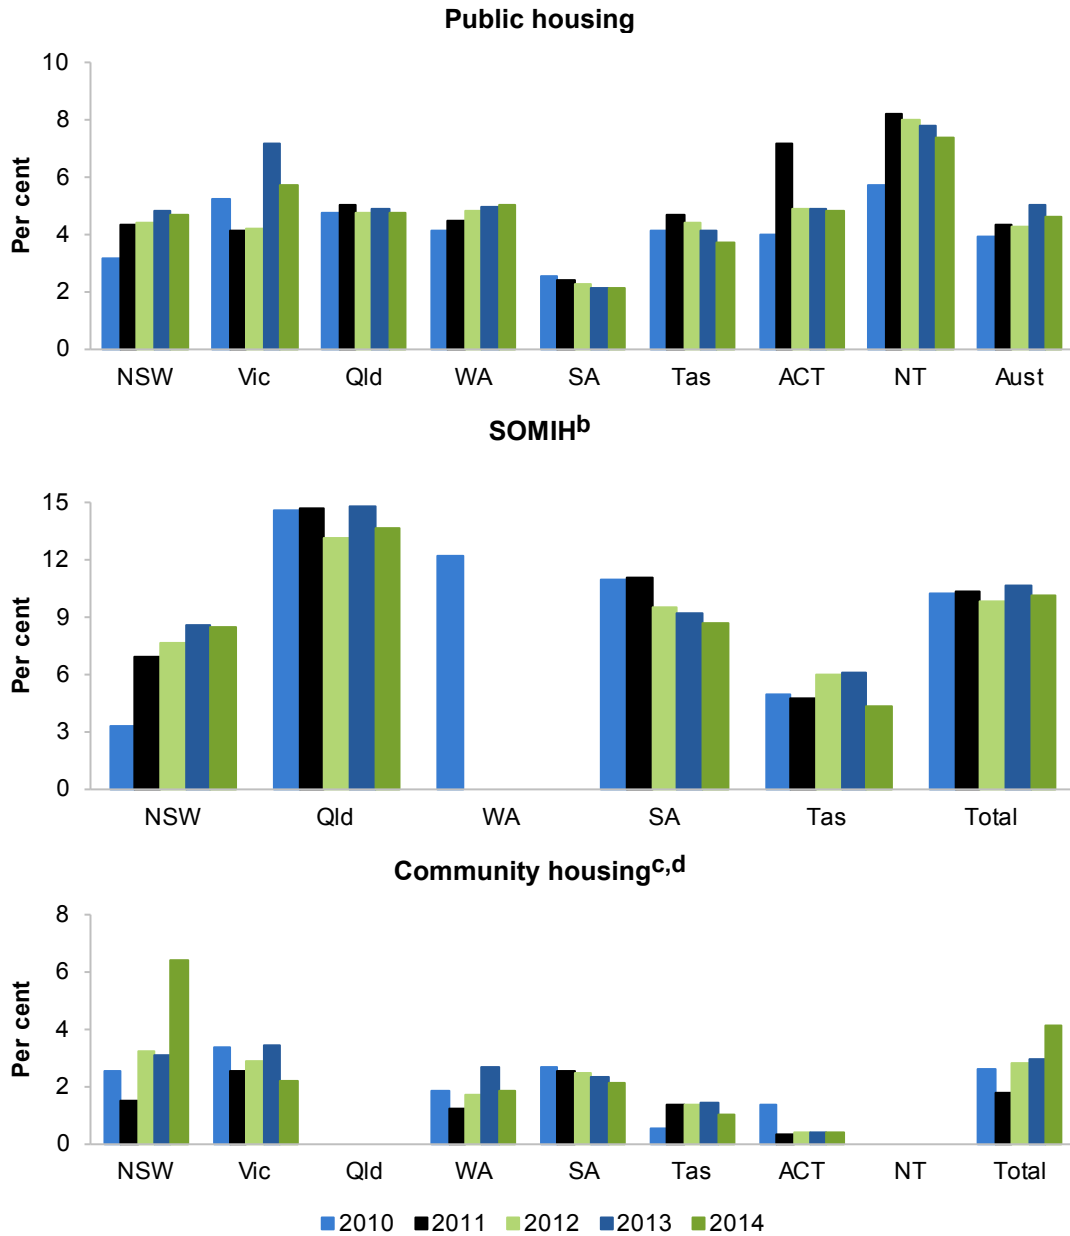 Public housing
Per cent
10
8
6
4
2
0
NSW Vic Qld WA SA Tas ACT NT Aust
SOMIHb
Per cent
15
12
9
6
3
0
NSW Qld WA SA Tas Total
Community housingc,d
Per cent
8
6
4
2
0
NSW Vic Qld WA SA Tas ACT NT Total
2010 2011 2012 2013 2014